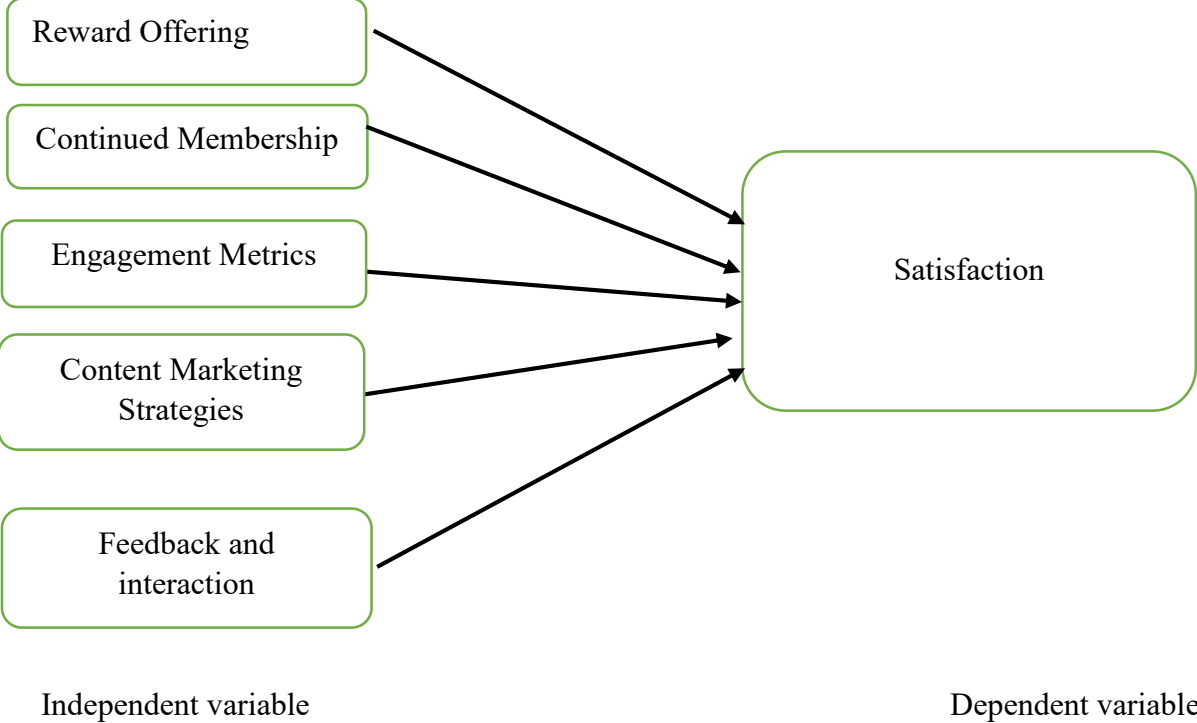 Reward Offering
Continued Membership
Engagement Metrics
Satisfaction
Content Marketing
Strategies
Feedback and
interaction
Independent variable
Dependent variable